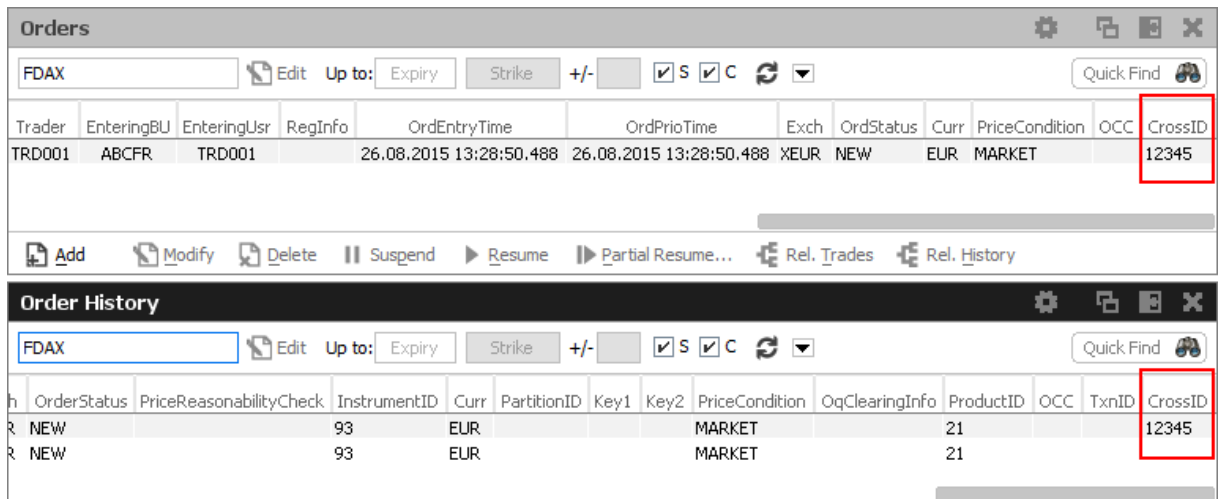 Orders
FDAX Edit Up to: Expiry Strike +/- S C Quick Find
Trader EnteringBU EnteringUsr RegInfo OrdEntryTime OrdPrioTime Exch OrdStatus Curr PriceCondition OCC CrossID
TRD001 ABCFR TRD001 26.08.2015 13:28:50.488 26.08.2015 13:28:50.488 XEUR NEW EUR MARKET 12345
Add Modify Delete Suspend Resume Partial Resume... Rel. Trades Rel. History
Order History
FDAX Edit Up to: Expiry Strike +/- S C Quick Find
h OrderStatus PriceReasonabilityCheck InstrumentID Curr PartitionID Key1 Key2 PriceCondition OqClearingInfo ProductID OCC TxnID CrossID
R NEW 93 EUR MARKET 21 12345
R NEW 93 EUR MARKET 21